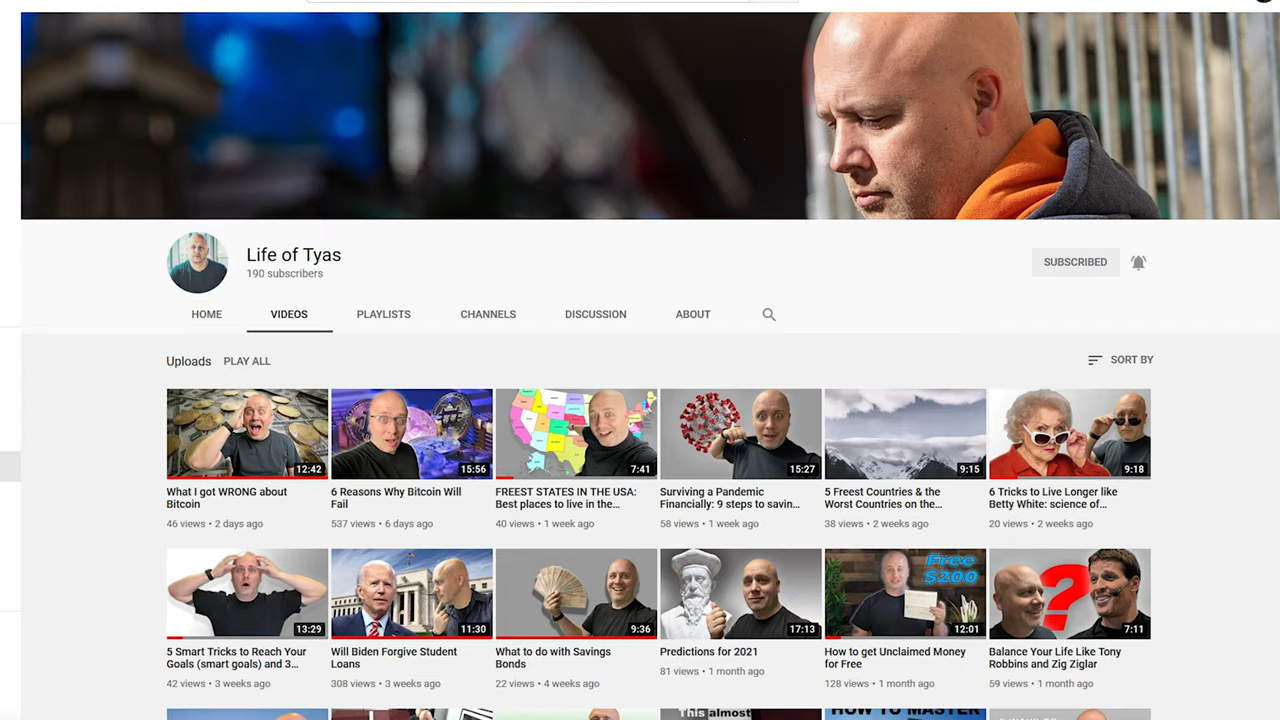 Life of Tyas
190 subscribers
SUBSCRIBED
HOME
VIDEOS
PLAYLISTS
CHANNELS
DISCUSSION
ABOUT
Uploads
PLAY ALL
SORT BY
12:42
15:56
7:41
15:27
9:15
9:18
What I got WRONG about
Bitcoin
46 views • 2 days ago
6 Reasons Why Bitcoin Will
Fail
537 views • 6 days ago
FREEST STATES IN THE USA:
Best places to live in the...
40 views • 1 week ago
Surviving a Pandemic
Financially: 9 steps to savin...
58 views • 1 week ago
5 Freest Countries & the
Worst Countries on the...
38 views • 2 weeks ago
6 Tricks to Live Longer like
Betty White: science of...
20 views • 2 weeks ago
13:29
11:30
9:36
17:13
Free
$200
12:01
7:11
5 Smart Tricks to Reach Your
Goals (smart goals) and 3...
42 views • 3 weeks ago
Will Biden Forgive Student
Loans
308 views • 3 weeks ago
What to do with Savings
Bonds
22 views • 4 weeks ago
Predictions for 2021
81 views • 1 month ago
How to get Unclaimed Money
for Free
128 views • 1 month ago
Balance Your Life Like Tony
Robbins and Zig Ziglar
59 views • 1 month ago
This almost
HOW TO MASTER